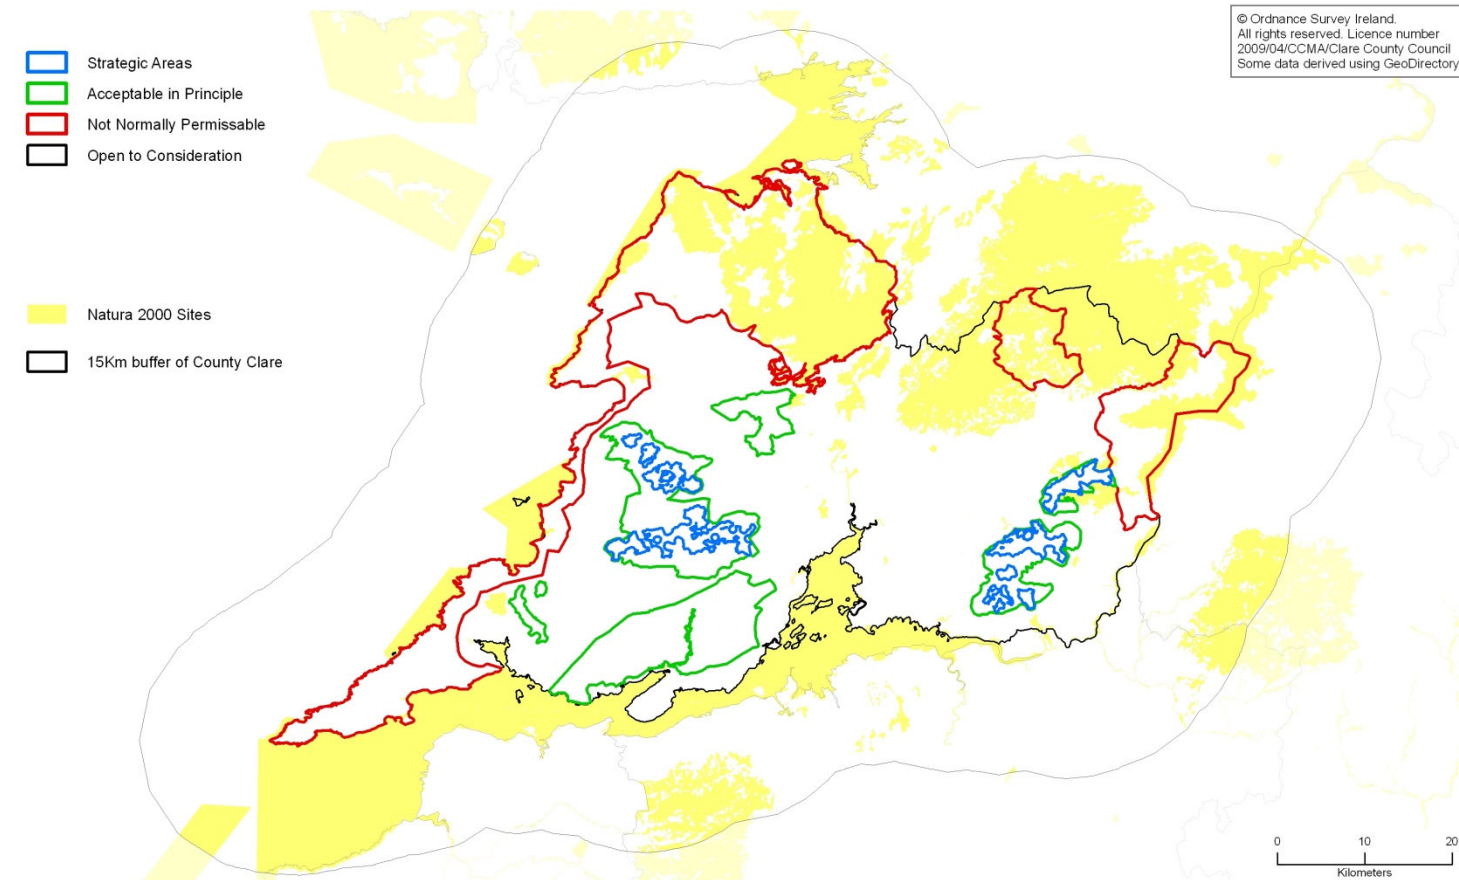 © Ordnance Survey Ireland.
All rights reserved. Licence number
2009/04/CCMA/Clare County Council
Some data derived using GeoDirectory
Strategic Areas
Acceptable in Principle
Not Normally Permissable
Open to Consideration
Natura 2000 Sites
15Km buffer of County Clare
0 10 20
Kilometers